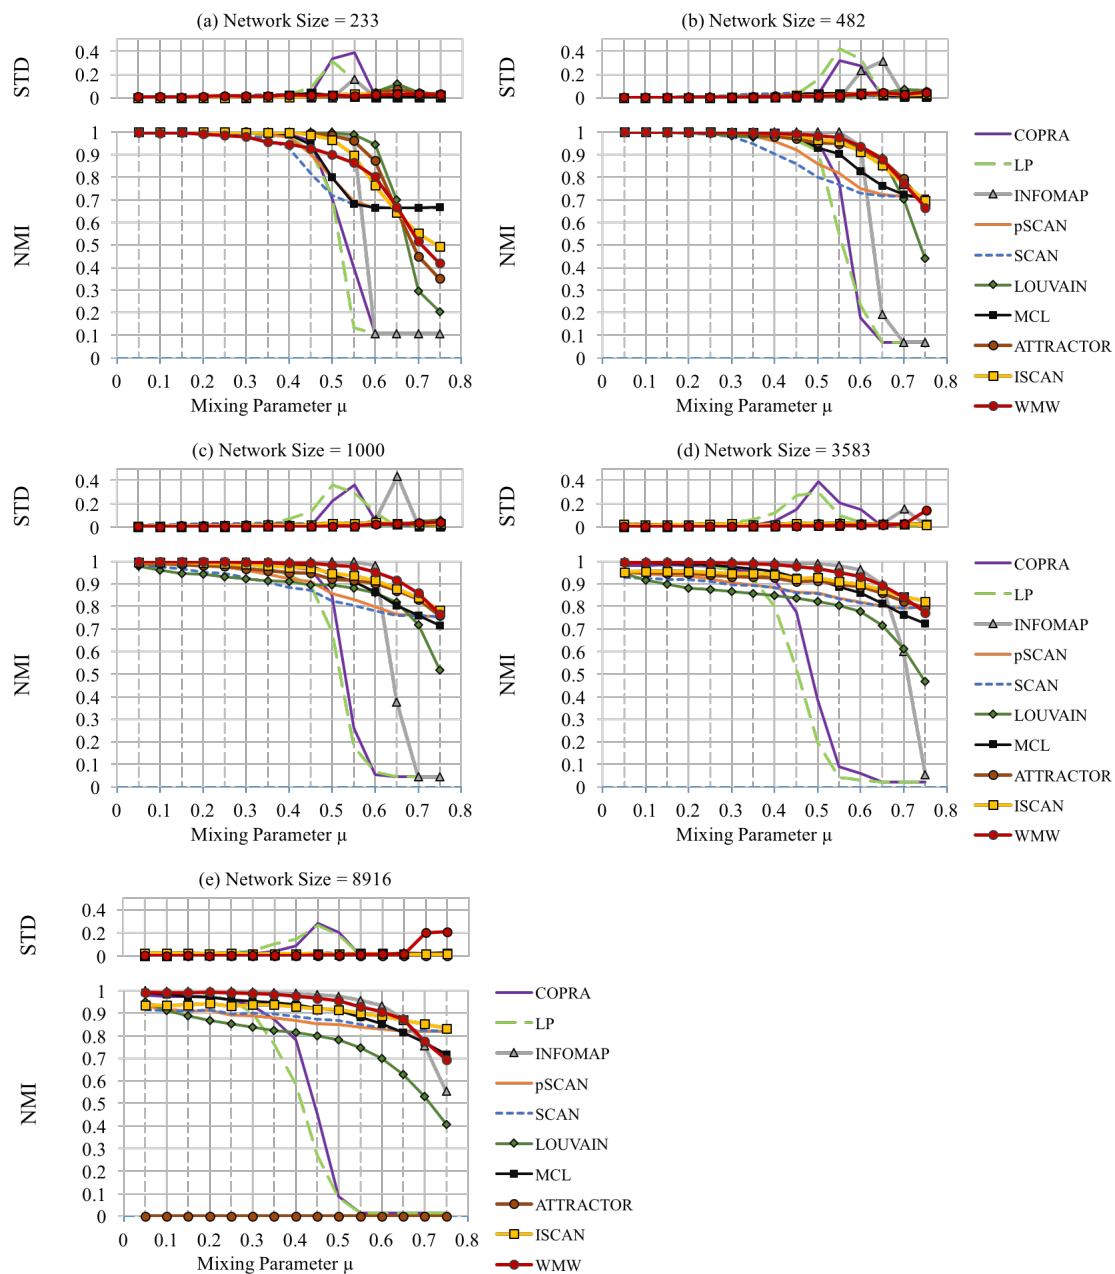 (a) Network Size = 233
STD
0.4
0.2
0
NMI
1
0.9
0.8
0.7
0.6
0.5
0.4
0.3
0.2
0.1
0
0 0.1 0.2 0.3 0.4 0.5 0.6 0.7 0.8
Mixing Parameter μ
(b) Network Size = 482
STD
0.4
0.2
0
NMI
1
0.9
0.8
0.7
0.6
0.5
0.4
0.3
0.2
0.1
0
0 0.1 0.2 0.3 0.4 0.5 0.6 0.7 0.8
Mixing Parameter μ
COPRA
LP
INFOMAP
pSCAN
SCAN
LOUVAIN
MCL
ATTRACTOR
ISCAN
WMW
(c) Network Size = 1000
STD
0.4
0.2
0
NMI
1
0.9
0.8
0.7
0.6
0.5
0.4
0.3
0.2
0.1
0
0 0.1 0.2 0.3 0.4 0.5 0.6 0.7 0.8
Mixing Parameter μ
(d) Network Size = 3583
STD
0.4
0.2
0
NMI
1
0.9
0.8
0.7
0.6
0.5
0.4
0.3
0.2
0.1
0
0 0.1 0.2 0.3 0.4 0.5 0.6 0.7 0.8
Mixing Parameter μ
COPRA
LP
INFOMAP
pSCAN
SCAN
LOUVAIN
MCL
ATTRACTOR
ISCAN
WMW
(e) Network Size = 8916
STD
0.4
0.2
0
NMI
1
0.9
0.8
0.7
0.6
0.5
0.4
0.3
0.2
0.1
0
0 0.1 0.2 0.3 0.4 0.5 0.6 0.7 0.8
Mixing Parameter μ
COPRA
LP
INFOMAP
pSCAN
SCAN
LOUVAIN
MCL
ATTRACTOR
ISCAN
WMW